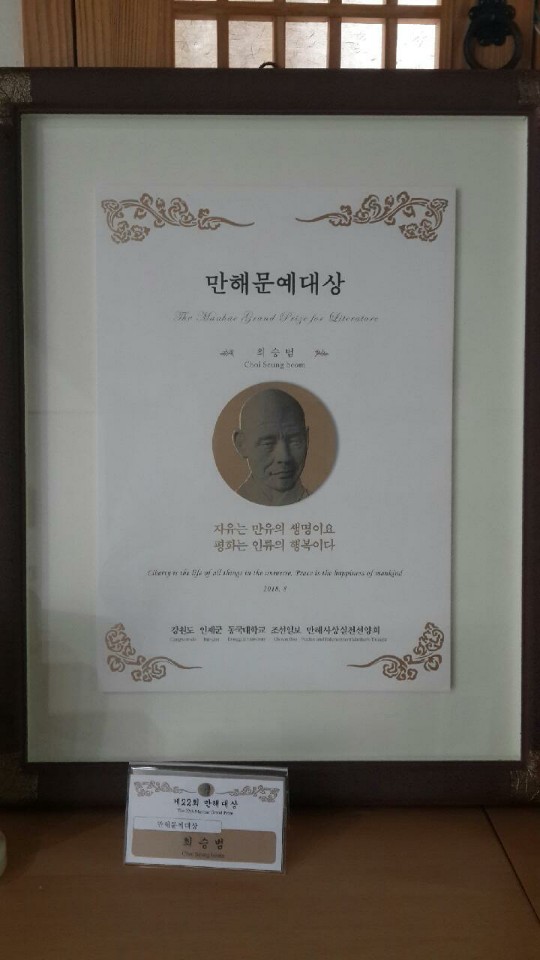 만해문예대상
The Manhae Grand Prize for Literature
최승범
Choi Seung beom
자유는 만유의 생명이요
평화는 인류의 행복이다
Liberty is the life of all things in the universe, Peace is the happiness of mankind
2018. 8
강원도 인제군 동국대학교 조선일보 만해사상실천선양회
제22회 만해대상
만해문예대상
최승범
Choi Seung beom